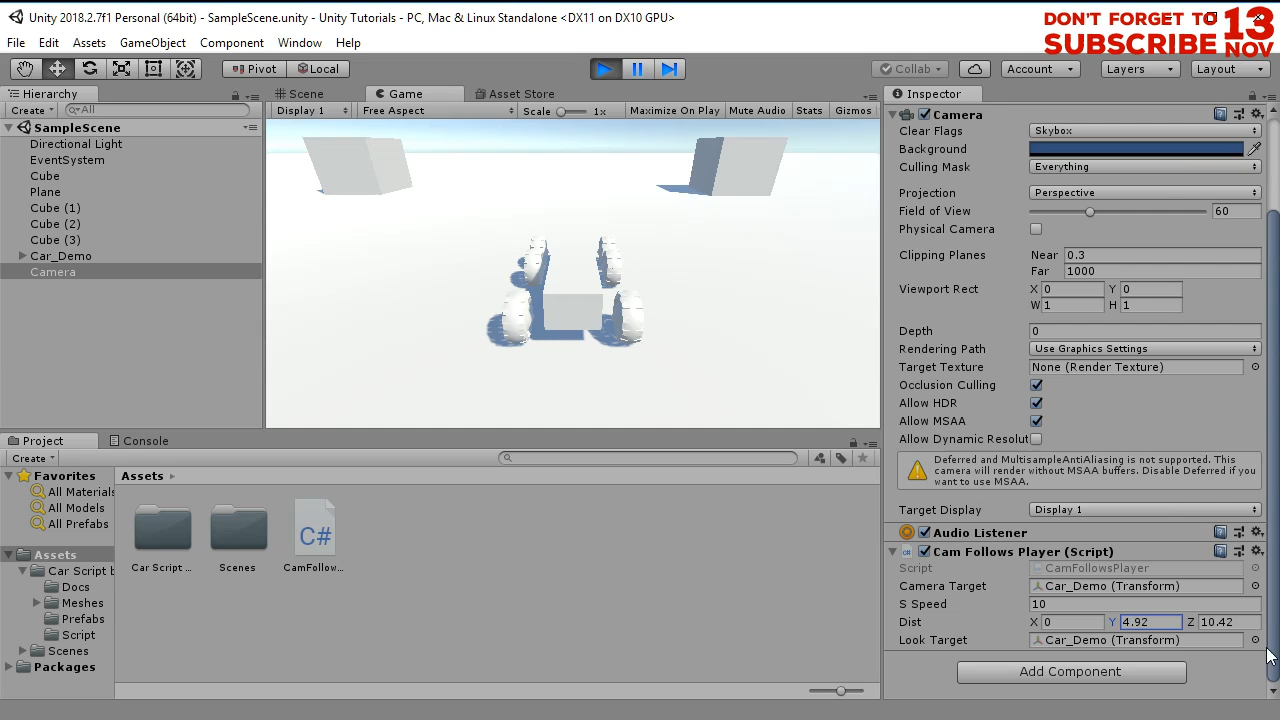 Unity 2018.2.7f1 Personal (64bit) - SampleScene.unity - Unity Tutorials - PC, Mac & Linux Standalone <DX11 on DX10 GPU>
DON'T FORGET TO
SUBSCRIBE
13
NOV
File Edit Assets GameObject Component Window Help
Pivot Local Collab Account Layers Layout
Hierarchy
Create All
SampleScene
Directional Light
EventSystem
Cube
Plane
Cube (1)
Cube (2)
Cube (3)
Car_Demo
Camera
Scene Game Asset Store
Display 1 Free Aspect Scale 1x Maximize On Play Mute Audio Stats Gizmos
Project Console
Create
Favorites
All Materials
All Models
All Prefabs
Assets
Car Script b
Docs
Meshes
Prefabs
Script
Scenes
Packages
Assets
Car Script ...
Scenes
C#
CamFollow...
Inspector
Camera
Clear Flags Skybox
Background
Culling Mask Everything
Projection Perspective
Field of View 60
Physical Camera
Clipping Planes Near 0.3
Far 1000
Viewport Rect X 0 Y 0
W 1 H 1
Depth 0
Rendering Path Use Graphics Settings
Target Texture None (Render Texture)
Occlusion Culling
Allow HDR
Allow MSAA
Allow Dynamic Resolut
Deferred and MultisampleAntiAliasing is not supported. This
camera will render without MSAA buffers. Disable Deferred if you
want to use MSAA.
Target Display Display 1
Audio Listener
Cam Follows Player (Script)
Script CamFollowsPlayer
Camera Target Car_Demo (Transform)
S Speed 10
Dist X 0 Y 4.92 Z 10.42
Look Target Car_Demo (Transform)
Add Component